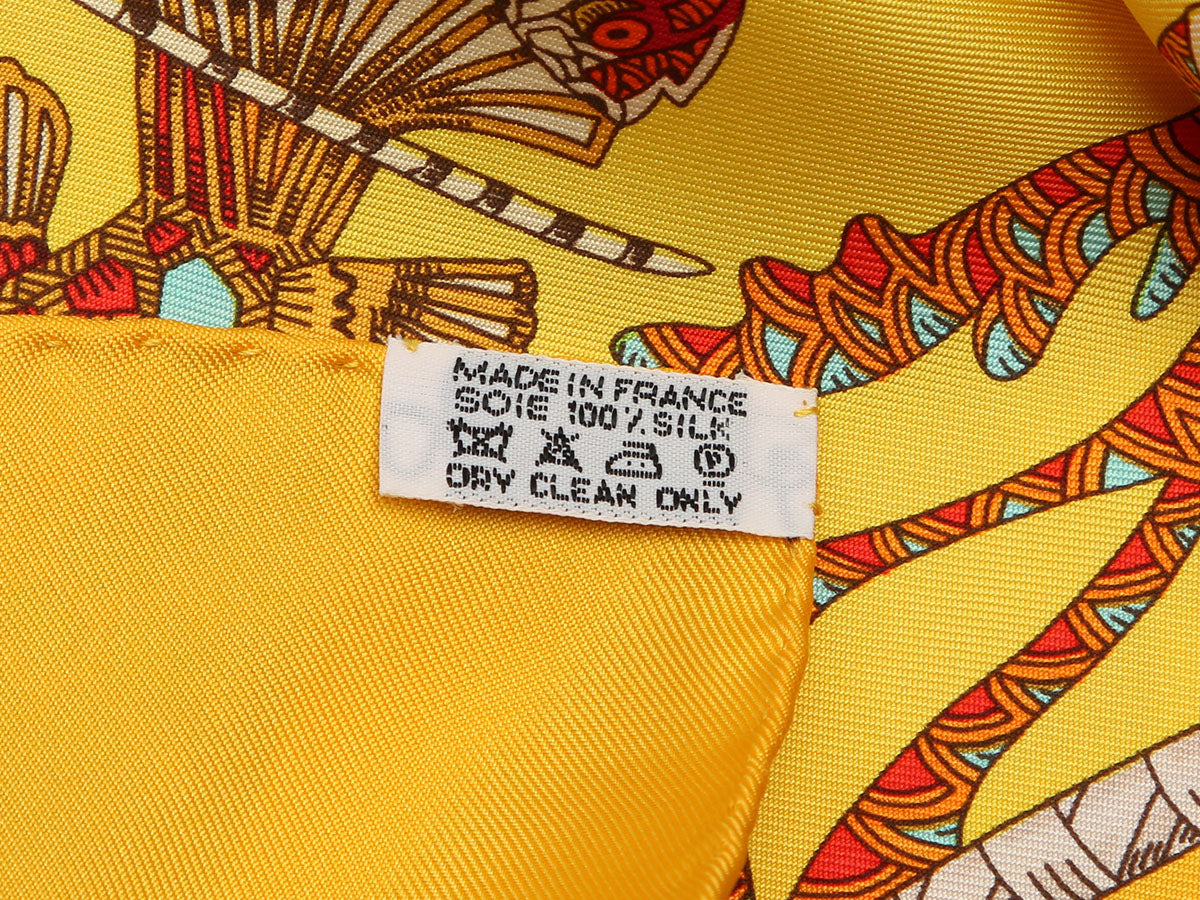 MADE IN FRANCE
SOIE 100% SILK
P
DRY CLEAN ONLY